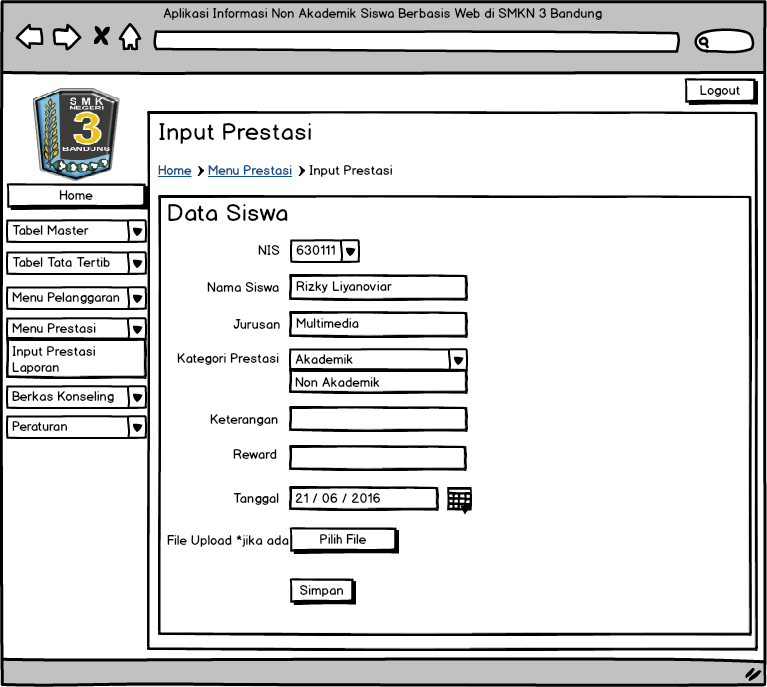 Aplikasi Informasi Non Akademik Siswa Berbasis Web di SMKN 3 Bandung
Logout
SMK
NEGERI
3
BANDUNG
Home
Tabel Master
Tabel Tata Tertib
Menu Pelanggaran
Menu Prestasi
Input Prestasi
Laporan
Berkas Konseling
Peraturan
Input Prestasi
Home > Menu Prestasi > Input Prestasi
Data Siswa
NIS 630111
Nama Siswa Rizky Liyanoviar
Jurusan Multimedia
Kategori Prestasi Akademik
Non Akademik
Keterangan
Reward
Tanggal 21 / 06 / 2016
File Upload *jika ada Pilih File
Simpan